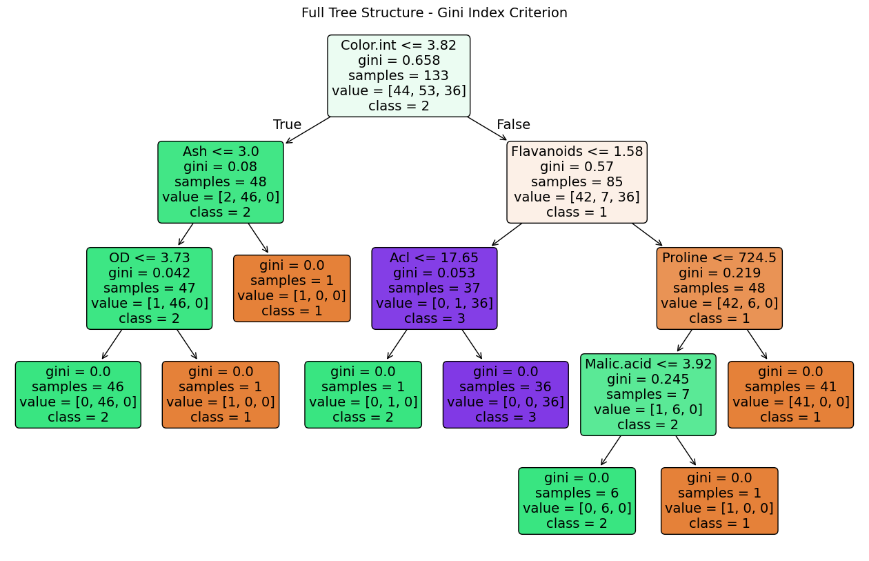 Full Tree Structure - Gini Index Criterion
Color.int <= 3.82
gini = 0.658
samples = 133
value = [44, 53, 36]
class = 2
True
False
Ash <= 3.0
gini = 0.08
samples = 48
value = [2, 46, 0]
class = 2
Flavanoids <= 1.58
gini = 0.57
samples = 85
value = [42, 7, 36]
class = 1
OD <= 3.73
gini = 0.042
samples = 47
value = [1, 46, 0]
class = 2
gini = 0.0
samples = 1
value = [1, 0, 0]
class = 1
Acl <= 17.65
gini = 0.053
samples = 37
value = [0, 1, 36]
class = 3
Proline <= 724.5
gini = 0.219
samples = 48
value = [42, 6, 0]
class = 1
gini = 0.0
samples = 46
value = [0, 46, 0]
class = 2
gini = 0.0
samples = 1
value = [1, 0, 0]
class = 1
gini = 0.0
samples = 1
value = [0, 1, 0]
class = 2
gini = 0.0
samples = 36
value = [0, 0, 36]
class = 3
Malic.acid <= 3.92
gini = 0.245
samples = 7
value = [1, 6, 0]
class = 2
gini = 0.0
samples = 41
value = [41, 0, 0]
class = 1
gini = 0.0
samples = 6
value = [0, 6, 0]
class = 2
gini = 0.0
samples = 1
value = [1, 0, 0]
class = 1